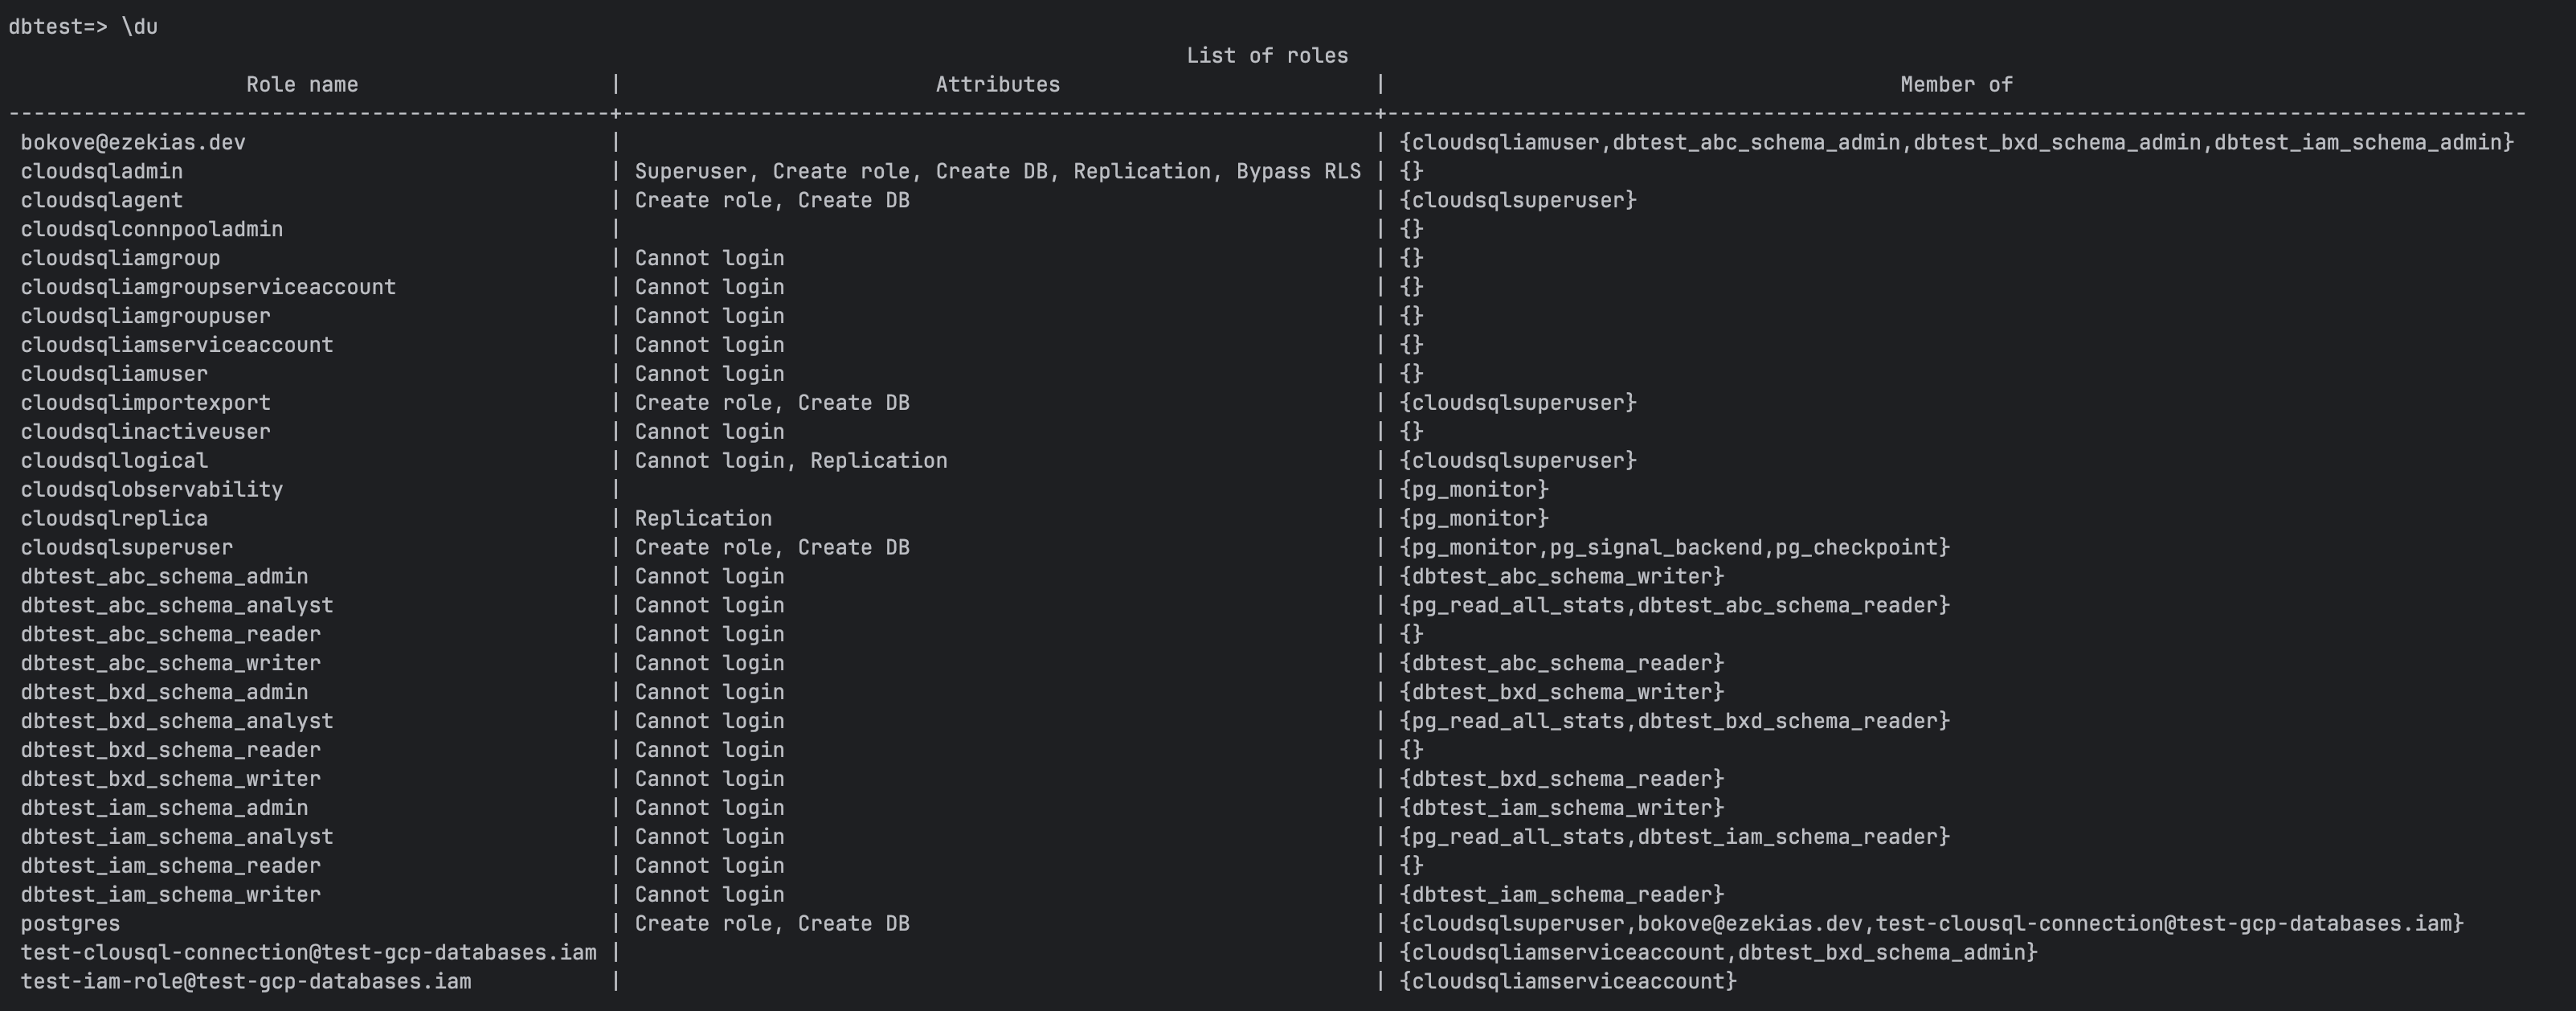 dbtest=> \du
List of roles
Role name | Attributes | Member of
-------------------------------------------------+------------------------------------------------------------+-------------------------------------------------------------------------------------------
bokove@ezekias.dev | | {cloudsqliamuser,dbtest_abc_schema_admin,dbtest_bxd_schema_admin,dbtest_iam_schema_admin}
cloudsqladmin | Superuser, Create role, Create DB, Replication, Bypass RLS | {}
cloudsqlagent | Create role, Create DB | {cloudsqlsuperuser}
cloudsqlconnpooladmin | | {}
cloudsqliamgroup | Cannot login | {}
cloudsqliamgroupserviceaccount | Cannot login | {}
cloudsqliamgroupuser | Cannot login | {}
cloudsqliamserviceaccount | Cannot login | {}
cloudsqliamuser | Cannot login | {}
cloudsqlimportexport | Create role, Create DB | {cloudsqlsuperuser}
cloudsqlinactiveuser | Cannot login | {}
cloudsqllogical | Cannot login, Replication | {cloudsqlsuperuser}
cloudsqlobservability | | {pg_monitor}
cloudsqlreplica | Replication | {pg_monitor}
cloudsqlsuperuser | Create role, Create DB | {pg_monitor,pg_signal_backend,pg_checkpoint}
dbtest_abc_schema_admin | Cannot login | {dbtest_abc_schema_writer}
dbtest_abc_schema_analyst | Cannot login | {pg_read_all_stats,dbtest_abc_schema_reader}
dbtest_abc_schema_reader | Cannot login | {}
dbtest_abc_schema_writer | Cannot login | {dbtest_abc_schema_reader}
dbtest_bxd_schema_admin | Cannot login | {dbtest_bxd_schema_writer}
dbtest_bxd_schema_analyst | Cannot login | {pg_read_all_stats,dbtest_bxd_schema_reader}
dbtest_bxd_schema_reader | Cannot login | {}
dbtest_bxd_schema_writer | Cannot login | {dbtest_bxd_schema_reader}
dbtest_iam_schema_admin | Cannot login | {dbtest_iam_schema_writer}
dbtest_iam_schema_analyst | Cannot login | {pg_read_all_stats,dbtest_iam_schema_reader}
dbtest_iam_schema_reader | Cannot login | {}
dbtest_iam_schema_writer | Cannot login | {dbtest_iam_schema_reader}
postgres | Create role, Create DB | {cloudsqlsuperuser,bokove@ezekias.dev,test-clousql-connection@test-gcp-databases.iam}
test-clousql-connection@test-gcp-databases.iam | | {cloudsqliamserviceaccount,dbtest_bxd_schema_admin}
test-iam-role@test-gcp-databases.iam | | {cloudsqliamserviceaccount}